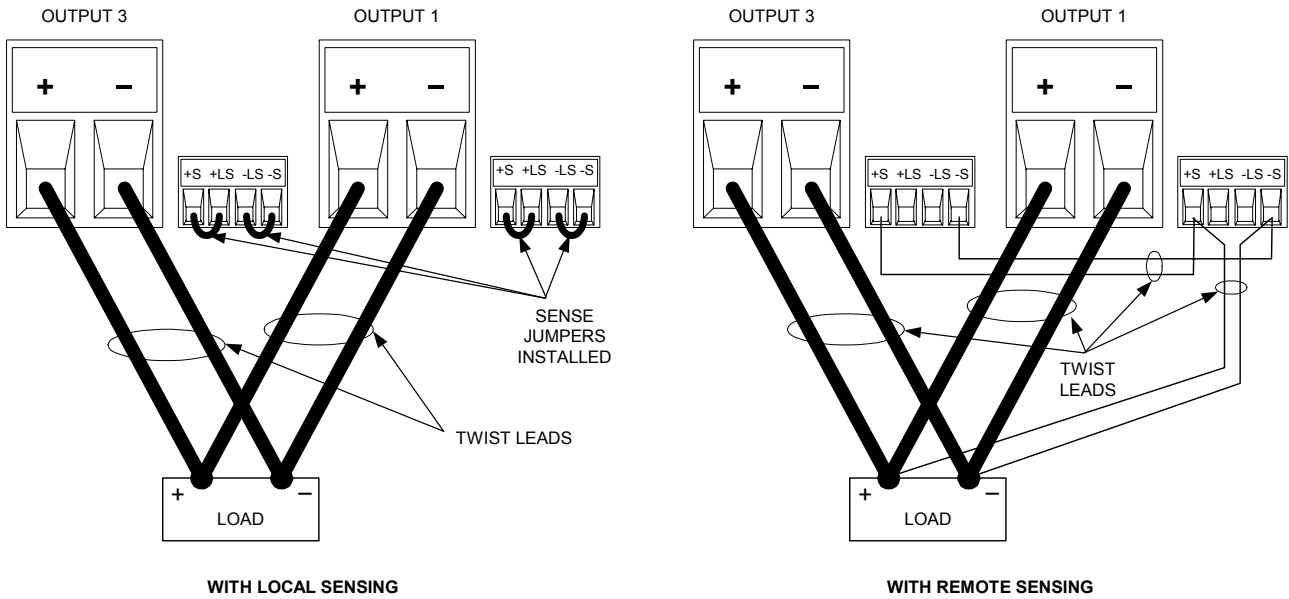 OUTPUT 3
OUTPUT 1
+ −
+ −
+S +LS -LS -S
+S +LS -LS -S
SENSE
JUMPERS
INSTALLED
TWIST LEADS
+ −
LOAD
WITH LOCAL SENSING
OUTPUT 3
OUTPUT 1
+ −
+ −
+S +LS -LS -S
+S +LS -LS -S
TWIST
LEADS
+ −
LOAD
WITH REMOTE SENSING